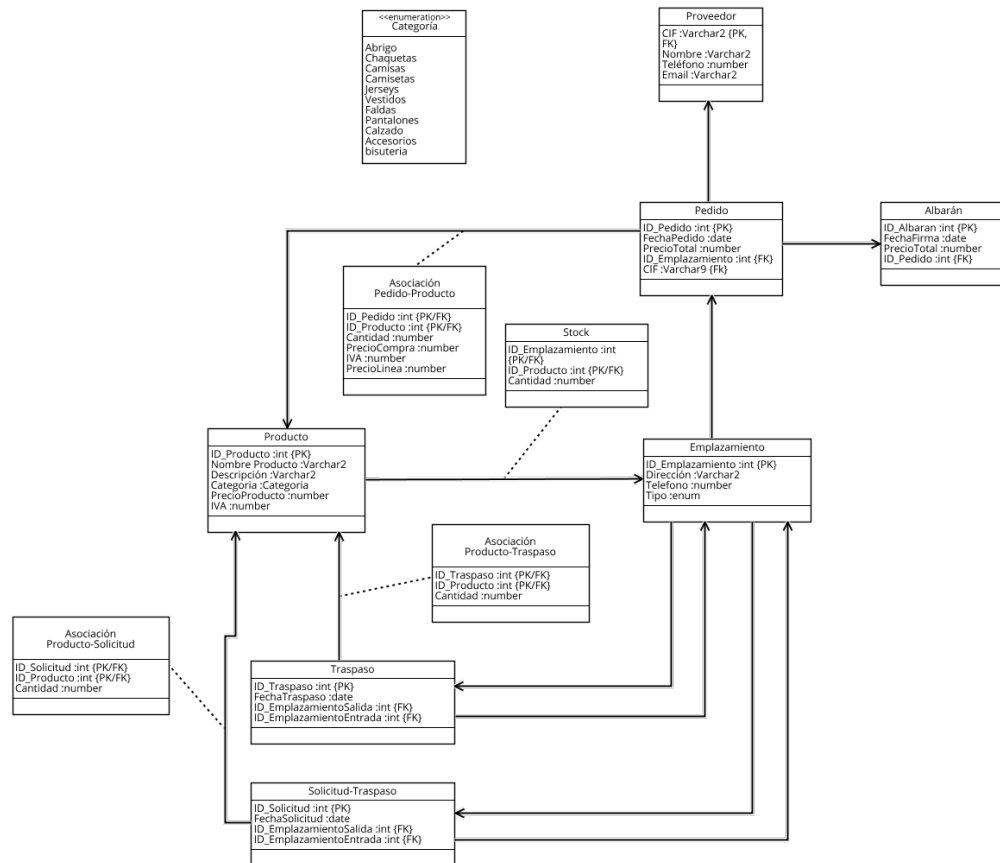 <<enumeration>>
Categoría
Abrigo
Chaquetas
Camisas
Camisetas
Jerseys
Vestidos
Faldas
Pantalones
Calzado
Accesorios
bisuteria
Proveedor
CIF :Varchar2 {PK,
FK}
Nombre :Varchar2
Teléfono :number
Email :Varchar2
Pedido
ID_Pedido :int {PK}
FechaPedido :date
PrecioTotal :number
ID_Emplazamiento :int {FK}
CIF :Varchar9 {Fk}
Albarán
ID_Albaran :int {PK}
FechaFirma :date
PrecioTotal :number
ID_Pedido :int {FK}
Asociación
Pedido-Producto
ID_Pedido :int {PK/FK}
ID_Producto :int {PK/FK}
Cantidad :number
PrecioCompra :number
IVA :number
PrecioLinea :number
Stock
ID_Emplazamiento :int
{PK/FK}
ID_Producto :int {PK/FK}
Cantidad :number
Producto
ID_Producto :int {PK}
Nombre Producto :Varchar2
Descripción :Varchar2
Categoria :Categoria
PrecioProducto :number
IVA :number
Emplazamiento
ID_Emplazamiento :int {PK}
Dirección :Varchar2
Telefono :number
Tipo :enum
Asociación
Producto-Traspaso
ID_Traspaso :int {PK/FK}
ID_Producto :int {PK/FK}
Cantidad :number
Asociación
Producto-Solicitud
ID_Solicitud :int {PK/FK}
ID_Producto :int {PK/FK}
Cantidad :number
Traspaso
ID_Traspaso :int {PK}
FechaTraspaso :date
ID_EmplazamientoSalida :int {FK}
ID_EmplazamientoEntrada :int {FK}
Solicitud-Traspaso
ID_Solicitud :int {PK}
FechaSolicitud :date
ID_EmplazamientoSalida :int {FK}
ID_EmplazamientoEntrada :int {FK}